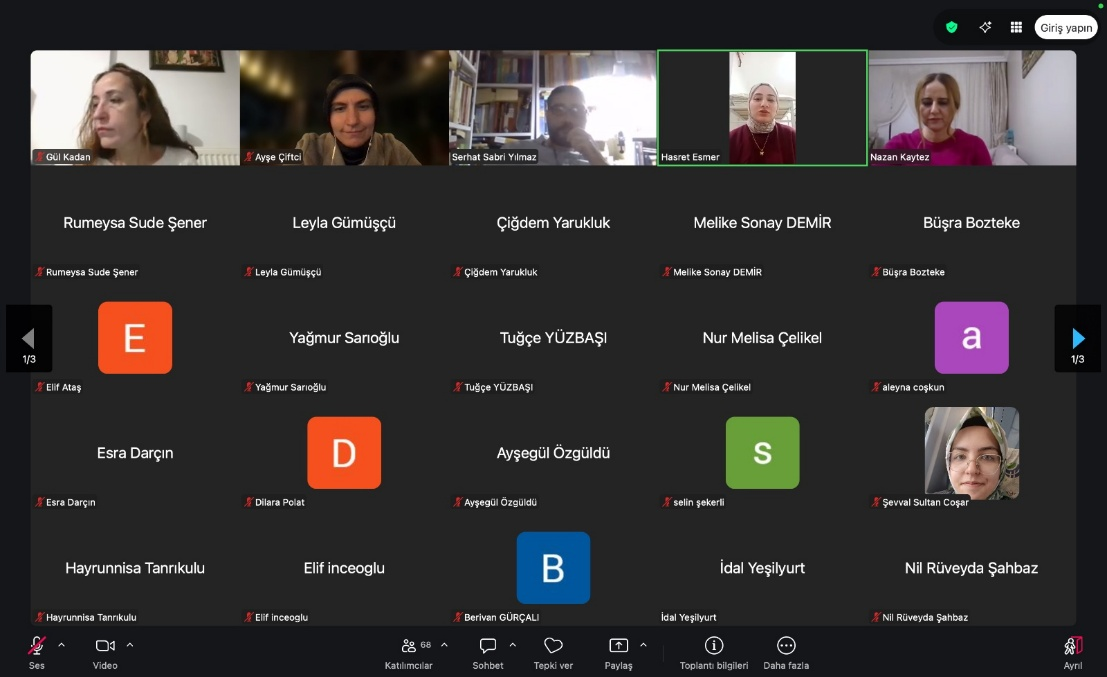 Giriş yapın
Gül Kadan
Ayşe Çiftci
Serhat Sabri Yılmaz
Hasret Esmer
Nazan Kaytez
Rumeysa Sude Şener
Leyla Gümüşçü
Çiğdem Yarukluk
Melike Sonay DEMİR
Büşra Bozteke
Rumeysa Sude Şener
Leyla Gümüşçü
Çiğdem Yarukluk
Melike Sonay DEMİR
Büşra Bozteke
E
Yağmur Sarıoğlu
Tuğçe YÜZBAŞI
Nur Melisa Çelikel
a
1/3
1/3
Elif Ataş
Yağmur Sarıoğlu
Tuğçe YÜZBAŞI
Nur Melisa Çelikel
aleyna coşkun
Esra Darçın
D
Ayşegül Özgüldü
s
Esra Darçın
Dilara Polat
Ayşegül Özgüldü
selin şekerli
Şevval Sultan Coşar
Hayrunnisa Tanrıkulu
Elif inceoglu
B
İdal Yeşilyurt
Nil Rüveyda Şahbaz
Hayrunnisa Tanrıkulu
Elif inceoglu
Berivan GÜRÇALI
İdal Yeşilyurt
Nil Rüveyda Şahbaz
68
Ses
Video
Katılımcılar
Sohbet
Tepki ver
Paylaş
Toplantı bilgileri
Daha fazla
Ayrıl